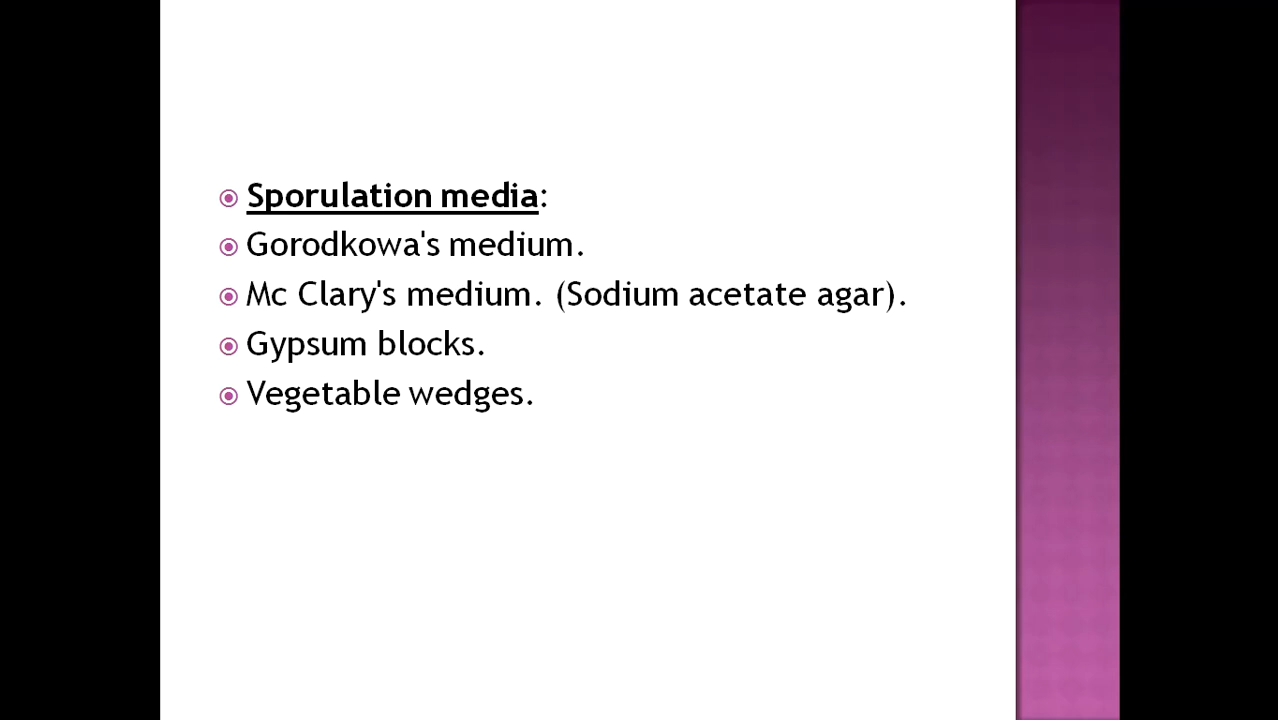 Sporulation media:
Gorodkowa's medium.
Mc Clary's medium. (Sodium acetate agar).
Gypsum blocks.
Vegetable wedges.